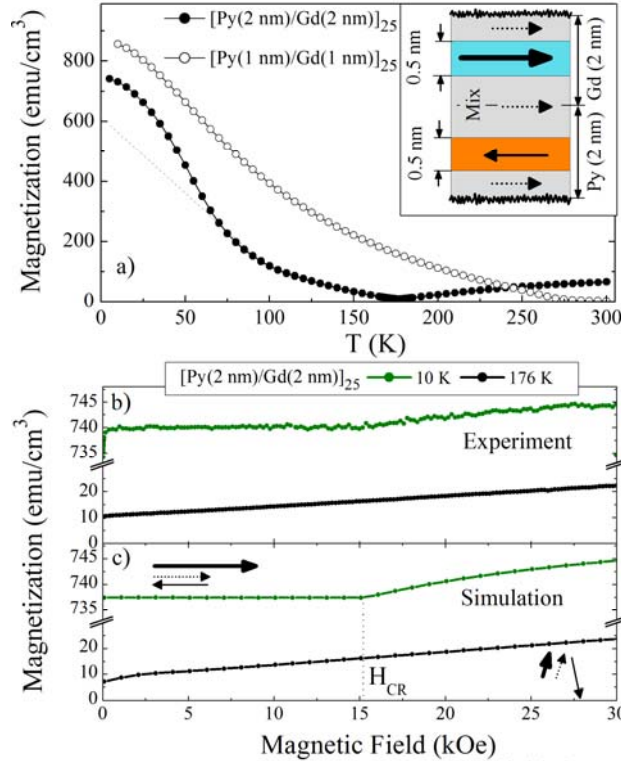 [Py(2 nm)/Gd(2 nm)]25
[Py(1 nm)/Gd(1 nm)]25
Magnetization (emu/cm3)
800
600
400
200
0
0.5 nm
Gd (2 nm)
Mix
0.5 nm
Py (2 nm)
a)
0 50 100 150 200 250 300
T (K)
[Py(2 nm)/Gd(2 nm)]25 10 K 176 K
b)
745
740
735
20
10
0
Experiment
Magnetization (emu/cm3)
c)
745
740
735
20
10
0
Simulation
HCR
0 5 10 15 20 25 30
Magnetic Field (kOe)